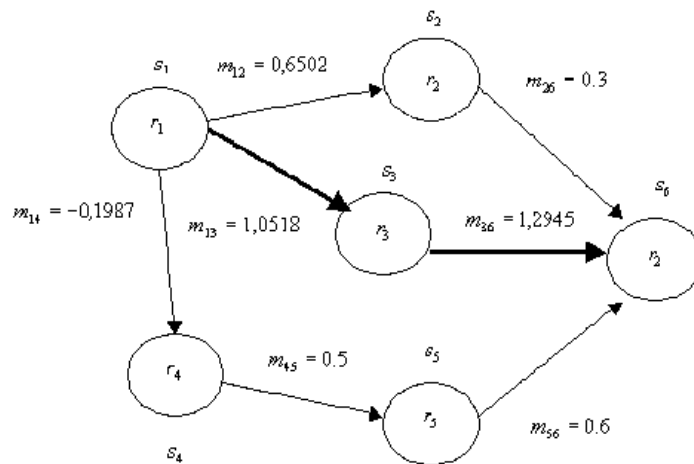 s₂
s₁
m₁₂ = 0,6502
r₂
m₂₆ = 0.3
r₁
s₃
s₆
m₁₄ = −0,1987
m₁₃ = 1,0518
r₃
m₃₆ = 1,2945
r₂
r₄
m₄₅ = 0.5
s₅
r₅
m₅₆ = 0.6
s₄